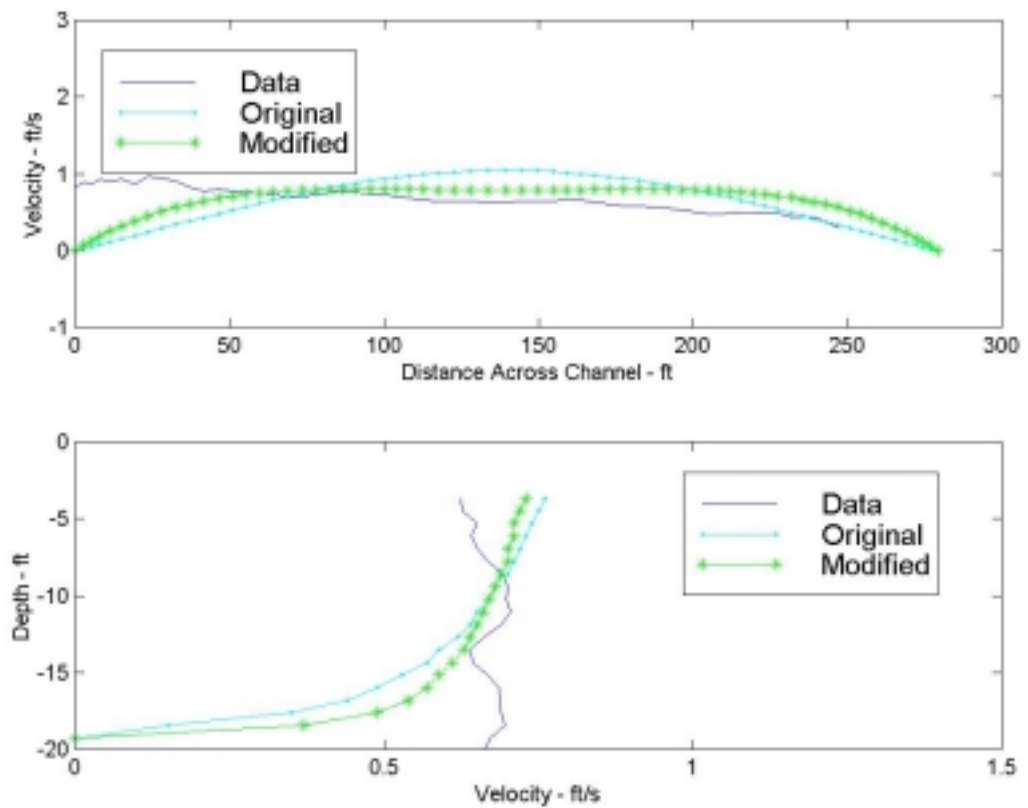 3
2
1
0
-1
Velocity - ft/s
Data
Original
Modified
0 50 100 150 200 250 300
Distance Across Channel - ft
0
-5
-10
-15
-20
Depth - ft
Data
Original
Modified
0 0.5 1 1.5
Velocity - ft/s